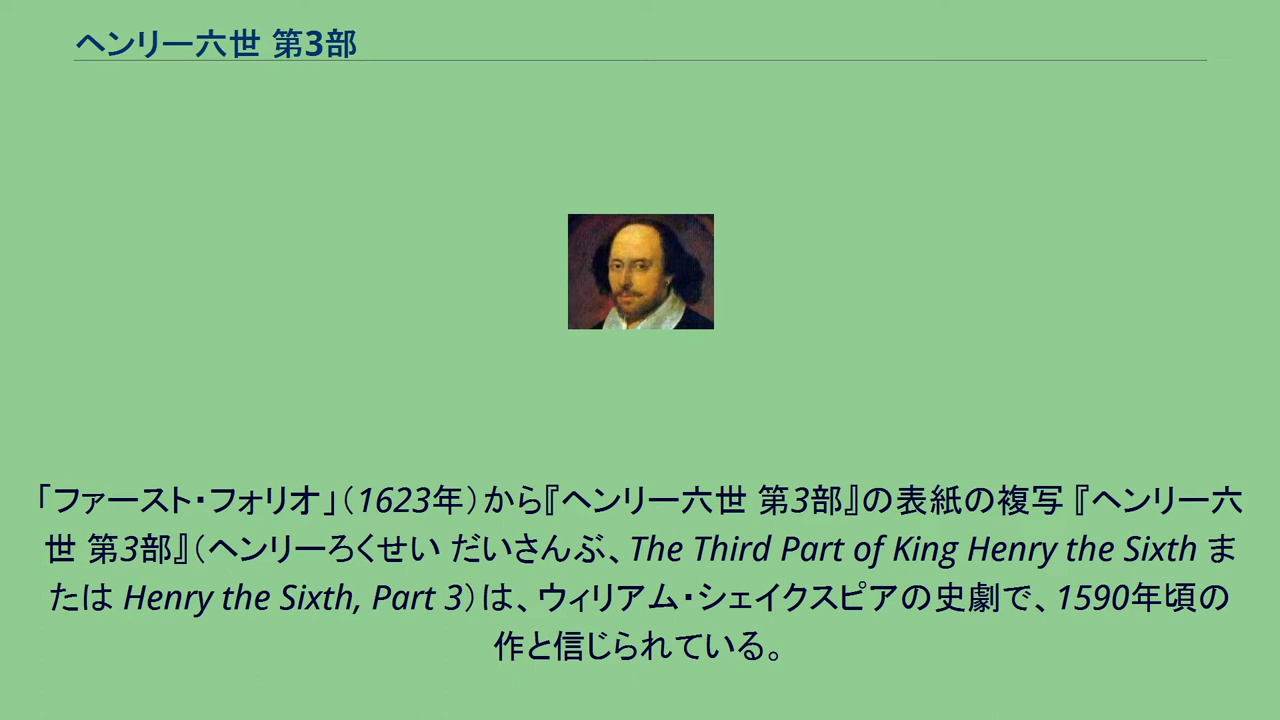 ヘンリー六世 第3部
「ファースト・フォリオ」（1623年）から『ヘンリー六世 第3部』の表紙の複写 『ヘンリー六
世 第3部』（ヘンリーろくせい だいさんぶ、The Third Part of King Henry the Sixth ま
たは Henry the Sixth, Part 3）は、ウィリアム・シェイクスピアの史劇で、1590年頃の
作と信じられている。